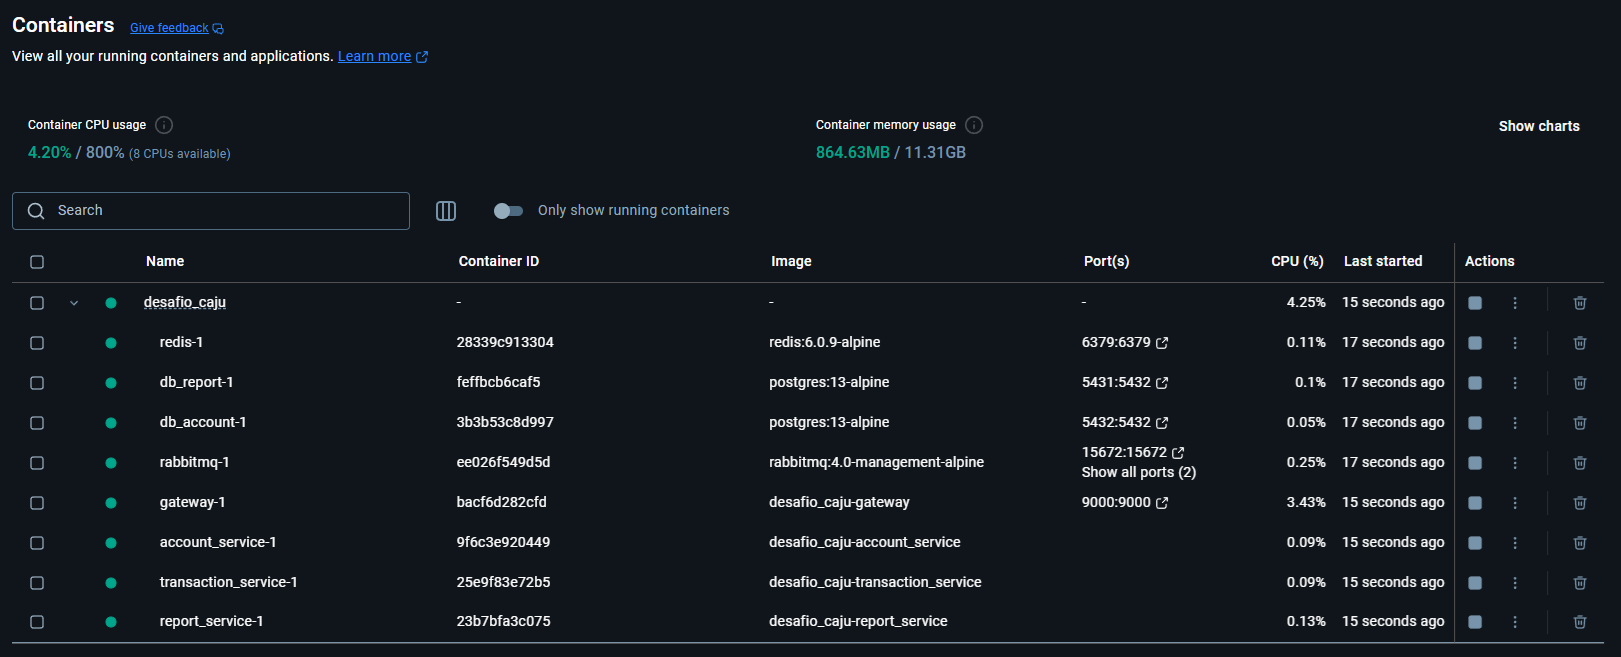 Containers Give feedback
View all your running containers and applications. Learn more
Container CPU usage
4.20% / 800% (8 CPUs available)
Container memory usage
864.63MB / 11.31GB
Show charts
Search
Only show running containers
Name Container ID Image Port(s) CPU (%) Last started Actions
desafio_caju - - - 4.25% 15 seconds ago
redis-1 28339c913304 redis:6.0.9-alpine 6379:6379 0.11% 17 seconds ago
db_report-1 feffbcb6caf5 postgres:13-alpine 5431:5432 0.1% 17 seconds ago
db_account-1 3b3b53c8d997 postgres:13-alpine 5432:5432 0.05% 17 seconds ago
rabbitmq-1 ee026f549d5d rabbitmq:4.0-management-alpine 15672:15672 0.25% 17 seconds ago
Show all ports (2)
gateway-1 bacf6d282cfd desafio_caju-gateway 9000:9000 3.43% 15 seconds ago
account_service-1 9f6c3e920449 desafio_caju-account_service 0.09% 15 seconds ago
transaction_service-1 25e9f83e72b5 desafio_caju-transaction_service 0.09% 15 seconds ago
report_service-1 23b7bfa3c075 desafio_caju-report_service 0.13% 15 seconds ago